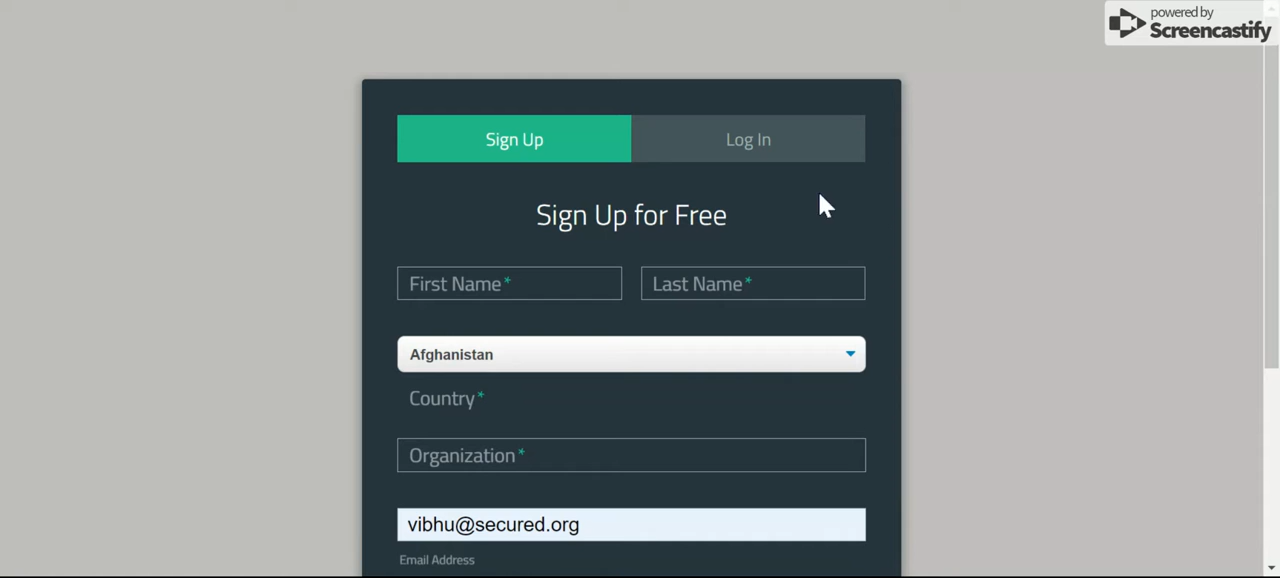 powered by
Screencastify
Sign Up
Log In
Sign Up for Free
First Name*
Last Name*
Afghanistan
Country*
Organization*
vibhu@secured.org
Email Address